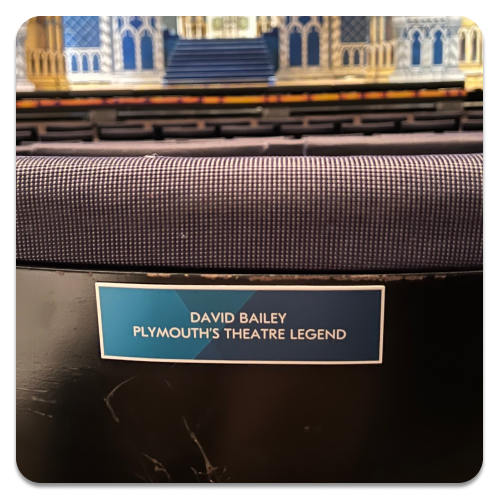 DAVID BAILEY
PLYMOUTH'S THEATRE LEGEND